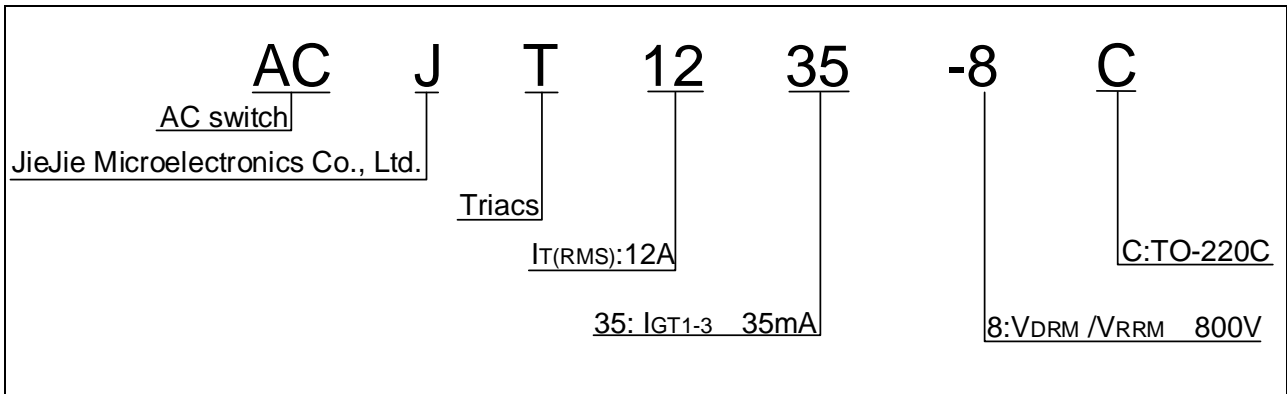 AC J T 12 35 -8 C
AC switch
JieJie Microelectronics Co., Ltd.
Triacs
IT(RMS):12A
C:TO-220C
35: IGT1-3 35mA
8:VDRM /VRRM 800V